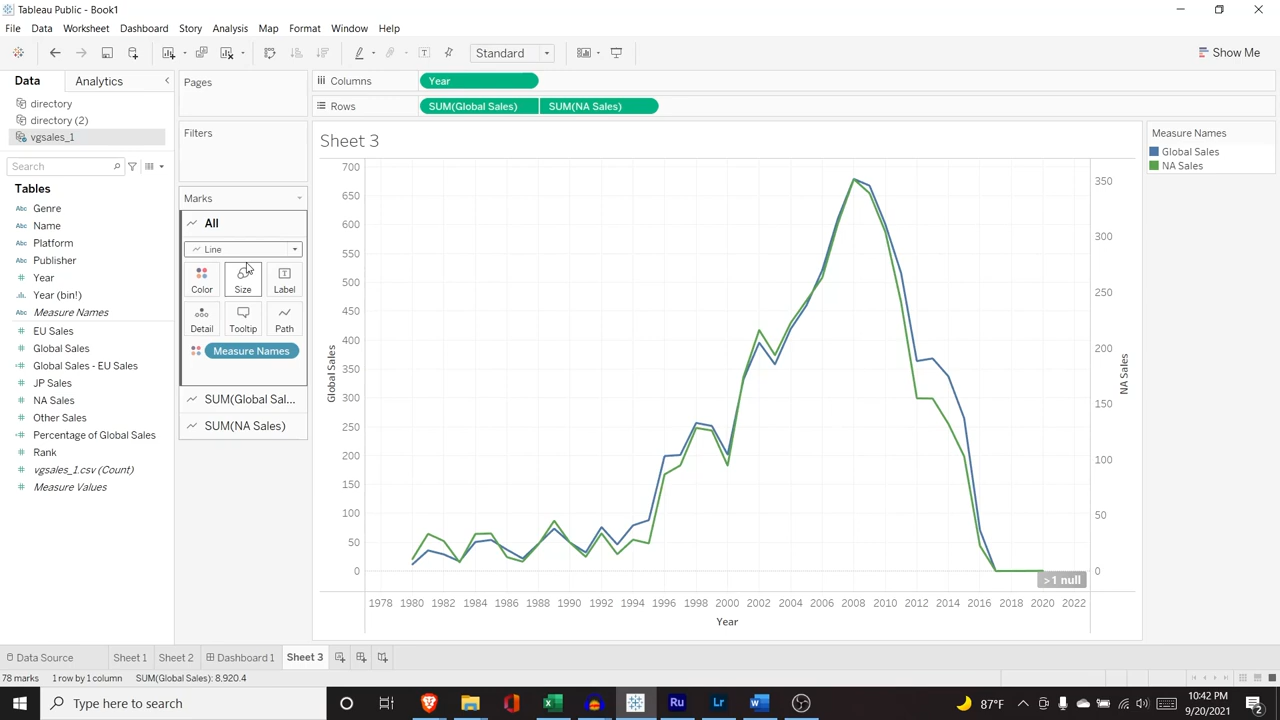 Tableau Public - Book1
File Data Worksheet Dashboard Story Analysis Map Format Window Help
Standard
Show Me
Data Analytics
directory
directory (2)
vgsales_1
Search
Tables
Abc Genre
Abc Name
Abc Platform
Abc Publisher
Year
Year (bin!)
Abc Measure Names
EU Sales
Global Sales
Global Sales - EU Sales
JP Sales
NA Sales
Other Sales
Percentage of Global Sales
Rank
vgsales_1.csv (Count)
Measure Values
Pages
Filters
Marks
All
Line
Color Size Label
Detail Tooltip Path
Measure Names
SUM(Global Sal...
SUM(NA Sales)
Columns Year
Rows SUM(Global Sales) SUM(NA Sales)
Sheet 3
Global Sales
700
650
600
550
500
450
400
350
300
250
200
150
100
50
0
350
300
250
200
150
100
50
0
NA Sales
>1 null
1978 1980 1982 1984 1986 1988 1990 1992 1994 1996 1998 2000 2002 2004 2006 2008 2010 2012 2014 2016 2018 2020 2022
Year
Measure Names
Global Sales
NA Sales
Data Source Sheet 1 Sheet 2 Dashboard 1 Sheet 3
78 marks 1 row by 1 column SUM(Global Sales): 8,920.4
Type here to search
Ru Lr
87°F
10:42 PM
9/20/2021
2